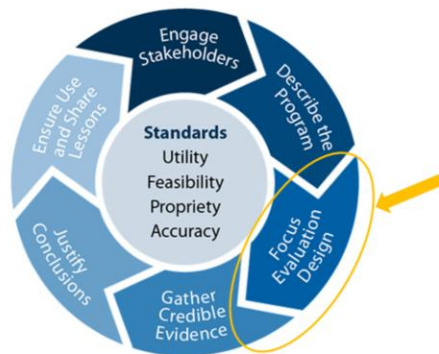 Engage
Stakeholders
Describe the
Program
Focus
Evaluation
Design
Gather
Credible
Evidence
Justify
Conclusions
Ensure Use
and Share
Lessons
Standards
Utility
Feasibility
Propriety
Accuracy